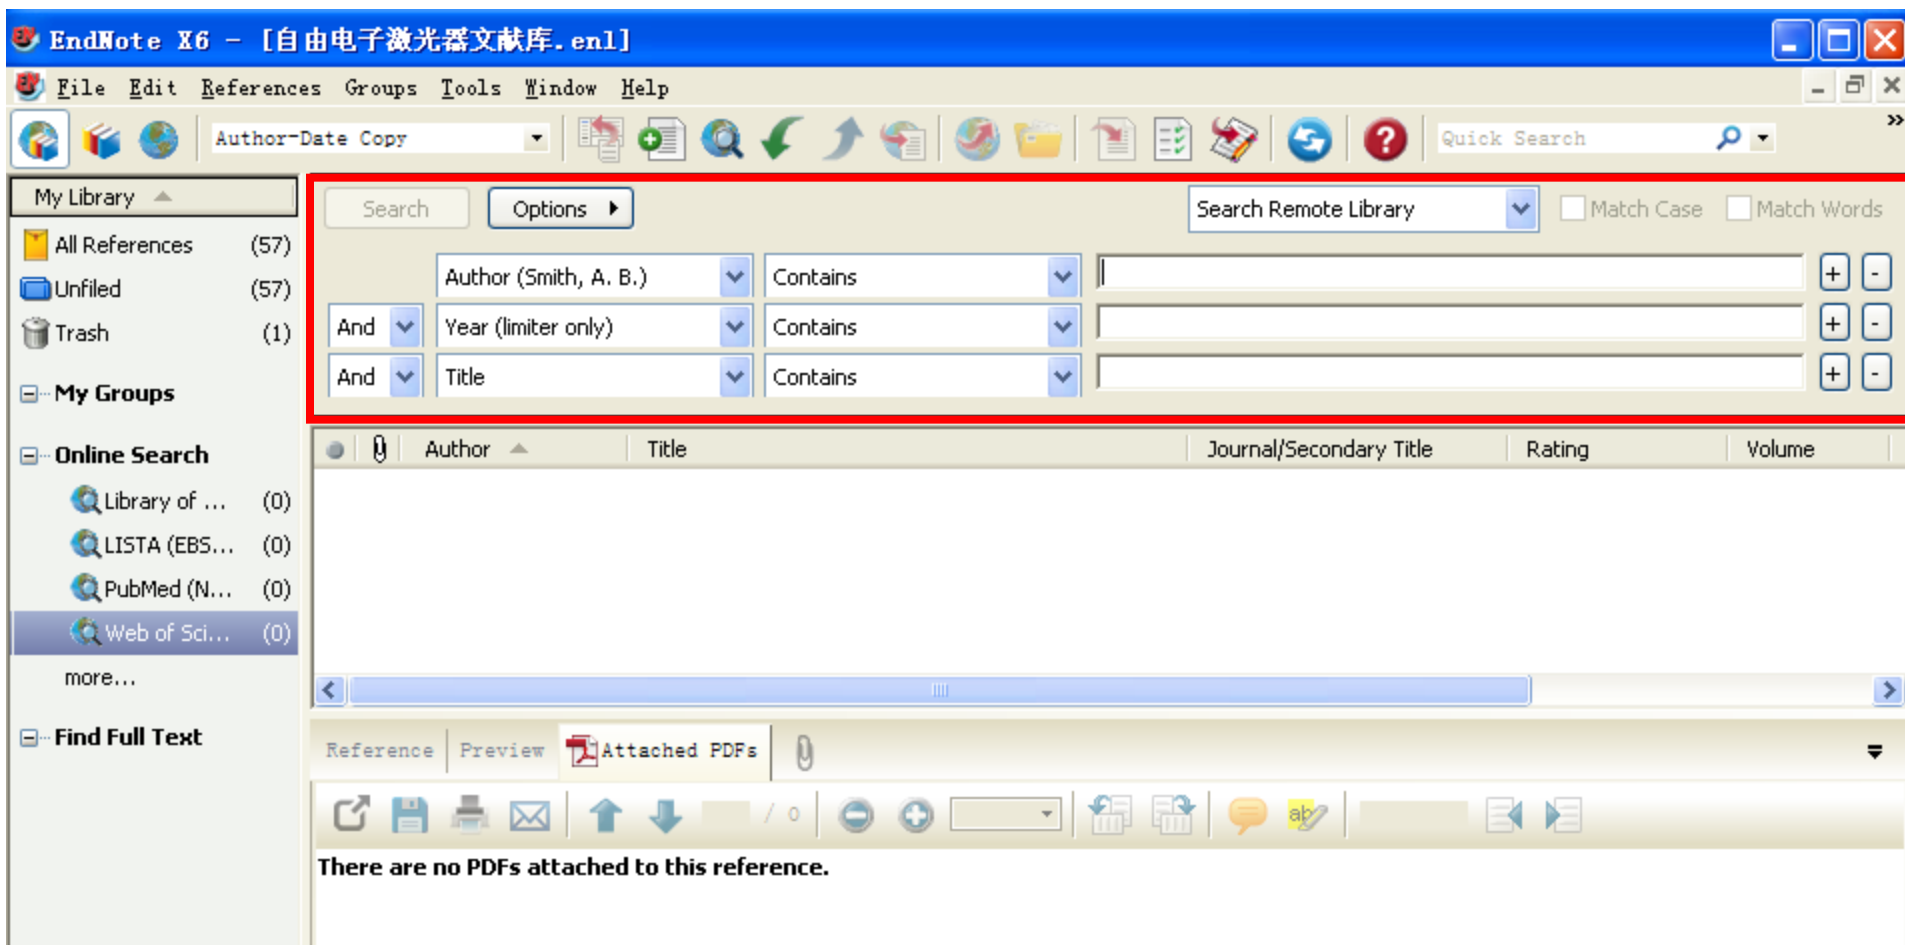 EndNote X6 - [自由电子激光器文献库.enl]
File Edit References Groups Tools Window Help
Author-Date Copy Quick Search »
My Library Search Options Search Remote Library Match Case Match Words
All References (57)
Author (Smith, A. B.) Contains + -
Unfiled (57)
And Year (limiter only) Contains + -
Trash (1)
And Title Contains + -
My Groups
Online Search Author Title Journal/Secondary Title Rating Volume
Library of ... (0)
LISTA (EBS... (0)
PubMed (N... (0)
Web of Sci... (0)
more...
Find Full Text
Reference Preview Attached PDFs
/ 0 ab
There are no PDFs attached to this reference.